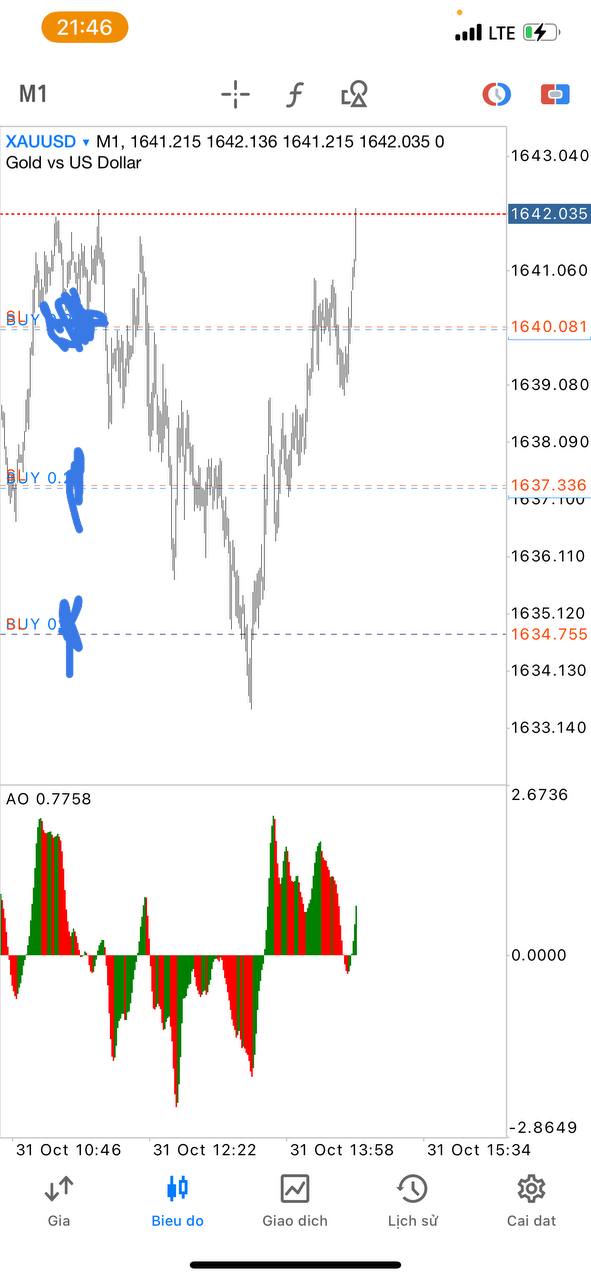 21:46
LTE
M1
XAUUSD ▾ M1, 1641.215 1642.136 1641.215 1642.035 0
Gold vs US Dollar
1643.040
1642.035
1641.060
SL
BUY
1640.081
1639.080
1638.090
SL
BUY 0.2
1637.336
1637.100
1636.110
1635.120
BUY 0
1634.755
1634.130
1633.140
AO 0.7758
2.6736
0.0000
-2.8649
31 Oct 10:46
31 Oct 12:22
31 Oct 13:58
31 Oct 15:34
Gia
Bieu do
Giao dich
Lịch sử
Cai dat